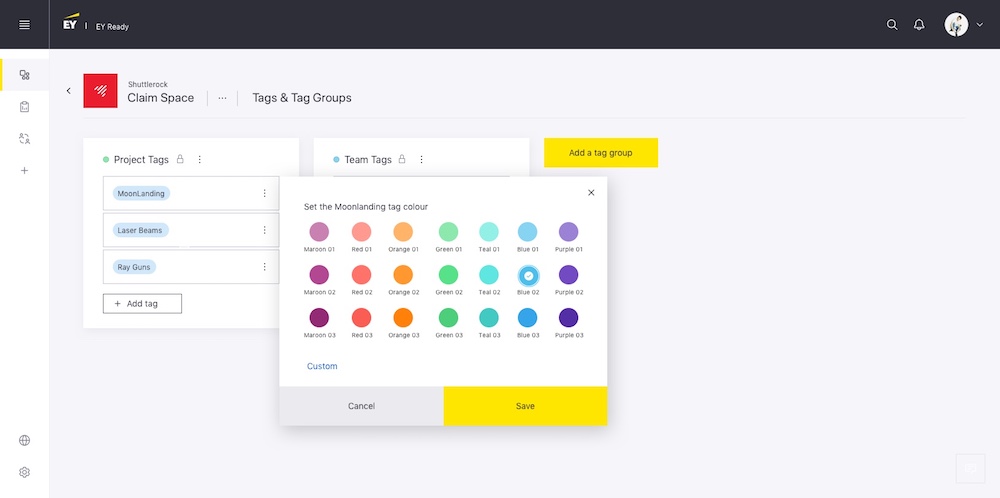 EY
EY Ready
Shuttlerock
Claim Space
Tags & Tag Groups
Project Tags
MoonLanding
Laser Beams
Ray Guns
+ Add tag
Team Tags
Add a tag group
Set the Moonlanding tag colour
Maroon 01 Red 01 Orange 01 Green 01 Teal 01 Blue 01 Purple 01
Maroon 02 Red 02 Orange 02 Green 02 Teal 02 Blue 02 Purple 02
Maroon 03 Red 03 Orange 03 Green 03 Teal 03 Blue 03 Purple 03
Custom
Cancel
Save